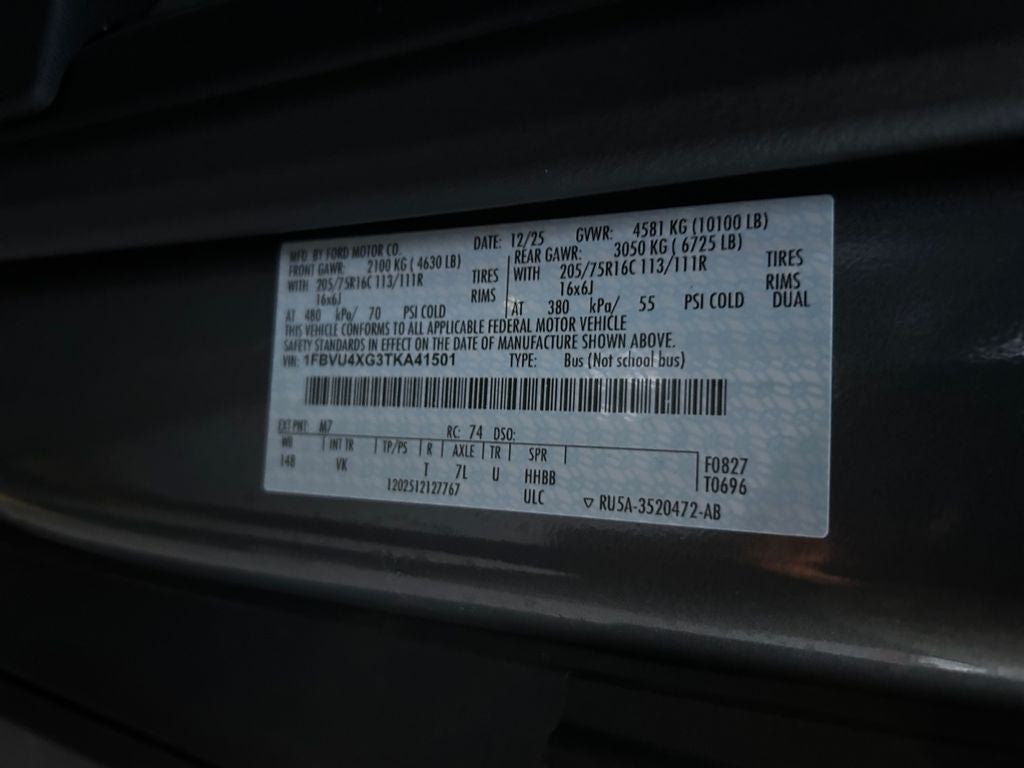 MFD BY FORD MOTOR CO. DATE: 12/25 GVWR: 4581 KG (10100 LB)
FRONT GAWR: 2100 KG ( 4630 LB) REAR GAWR: 3050 KG ( 6725 LB)
WITH 205/75R16C 113/111R TIRES WITH 205/75R16C 113/111R TIRES
16x6J RIMS 16x6J RIMS
AT 480 kPa/ 70 PSI COLD AT 380 kPa/ 55 PSI COLD DUAL
THIS VEHICLE CONFORMS TO ALL APPLICABLE FEDERAL MOTOR VEHICLE
SAFETY STANDARDS IN EFFECT ON THE DATE OF MANUFACTURE SHOWN ABOVE.
VIN: 1FBVU4XG3TKA41501 TYPE: Bus (Not school bus)
EXT PNT: M7 RC: 74 DSO:
WB INT TR TP/PS R AXLE TR SPR
148 VK T 7L U HHBB F0827
1202512127767 ULC T0696
RU5A-3520472-AB